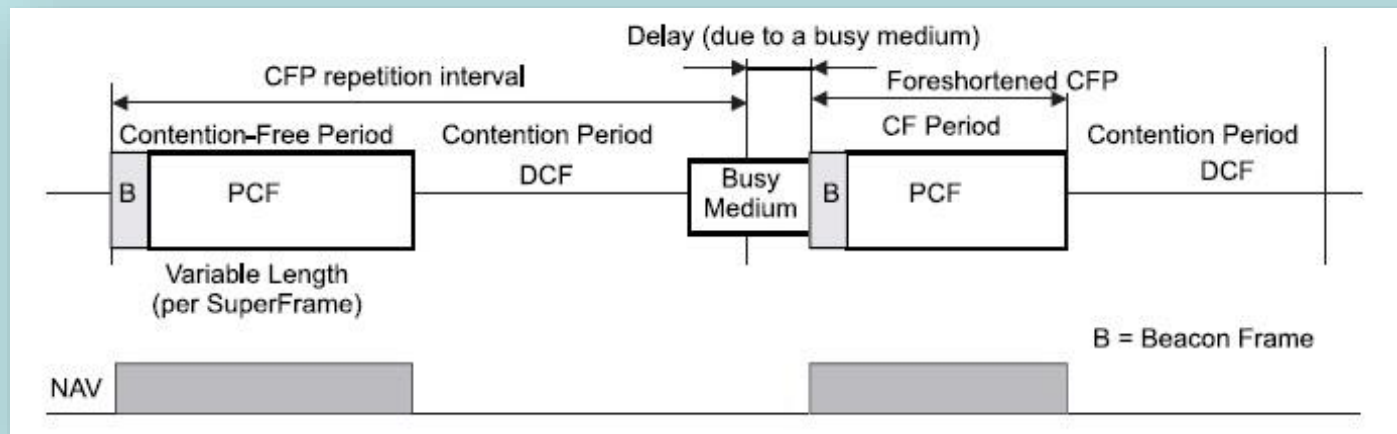 Delay (due to a busy medium)
CFP repetition interval
Foreshortened CFP
Contention-Free Period
Contention Period
CF Period
Contention Period
B
PCF
DCF
Busy
Medium
B
PCF
DCF
Variable Length
(per SuperFrame)
B = Beacon Frame
NAV